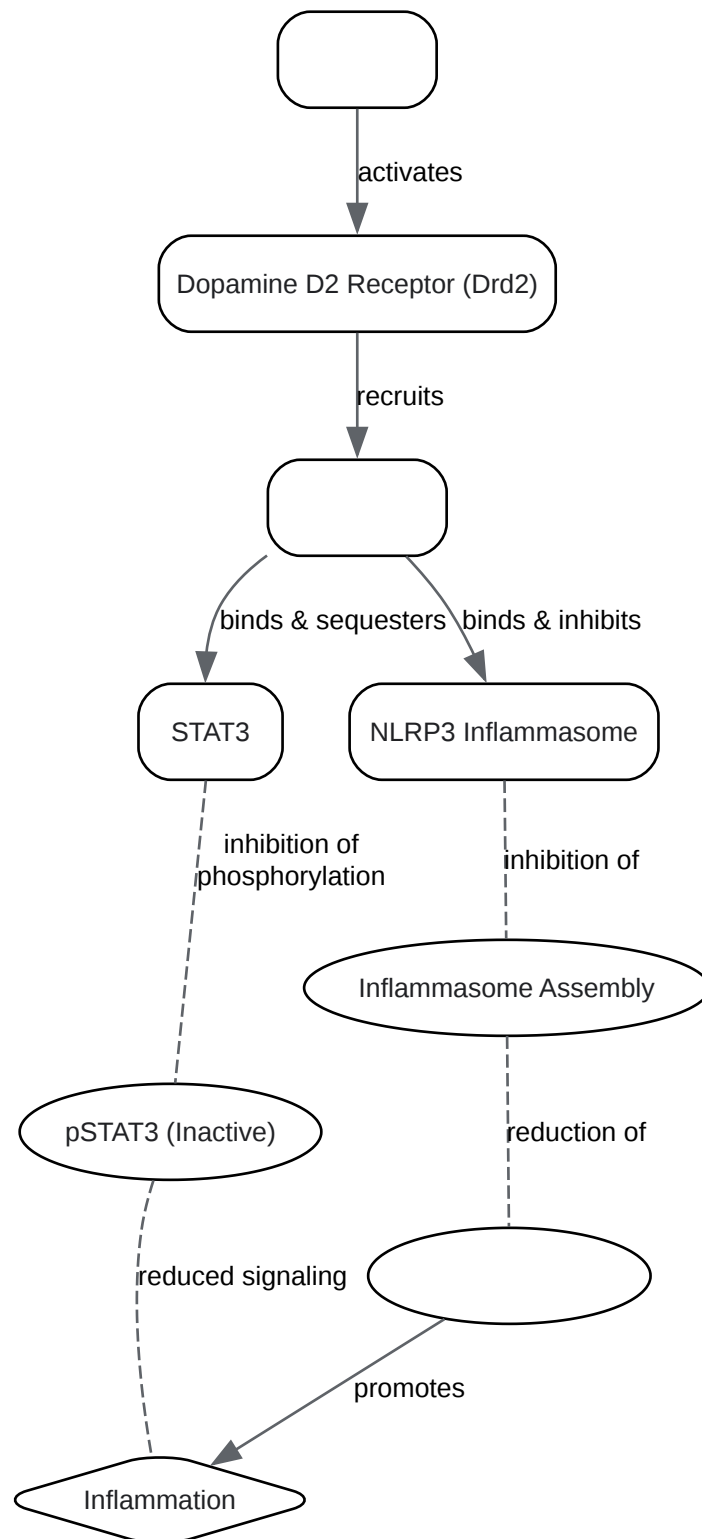 activates
Dopamine D2 Receptor (Drd2)
recruits
binds & sequesters
binds & inhibits
STAT3
NLRP3 Inflammasome
inhibition of
phosphorylation
inhibition of
Inflammasome Assembly
pSTAT3 (Inactive)
reduction of
reduced signaling
promotes
Inflammation